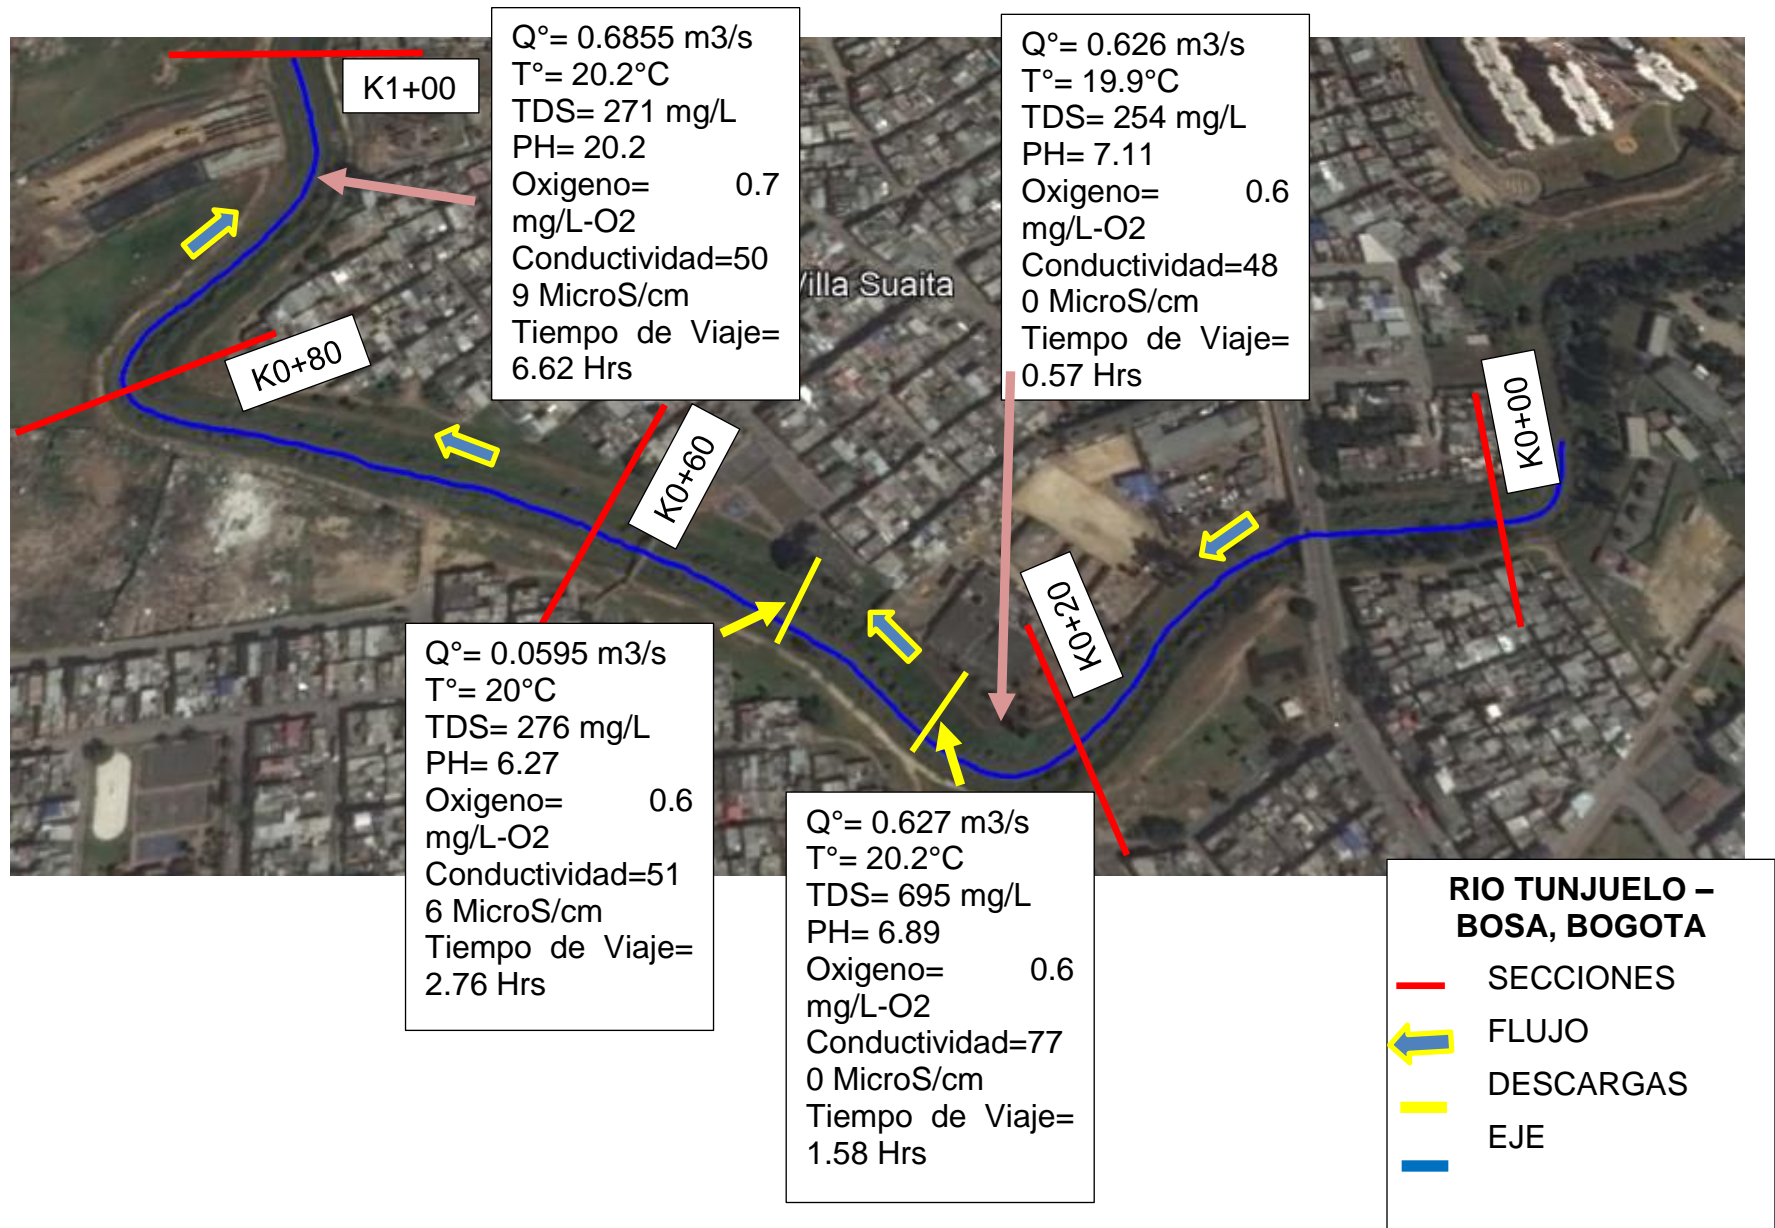 Q°= 0.6855 m3/s
T°= 20.2°C
TDS= 271 mg/L
PH= 20.2
Oxigeno= 0.7
mg/L-O2
Conductividad=50
9 MicroS/cm
Tiempo de Viaje=
6.62 Hrs
Q°= 0.626 m3/s
T°= 19.9°C
TDS= 254 mg/L
PH= 7.11
Oxigeno= 0.6
mg/L-O2
Conductividad=48
0 MicroS/cm
Tiempo de Viaje=
0.57 Hrs
K1+00
Villa Suaita
K0+80
K0+60
K0+20
K0+00
Q°= 0.0595 m3/s
T°= 20°C
TDS= 276 mg/L
PH= 6.27
Oxigeno= 0.6
mg/L-O2
Conductividad=51
6 MicroS/cm
Tiempo de Viaje=
2.76 Hrs
Q°= 0.627 m3/s
T°= 20.2°C
TDS= 695 mg/L
PH= 6.89
Oxigeno= 0.6
mg/L-O2
Conductividad=77
0 MicroS/cm
Tiempo de Viaje=
1.58 Hrs
RIO TUNJUELO –
BOSA, BOGOTA
SECCIONES
FLUJO
DESCARGAS
EJE